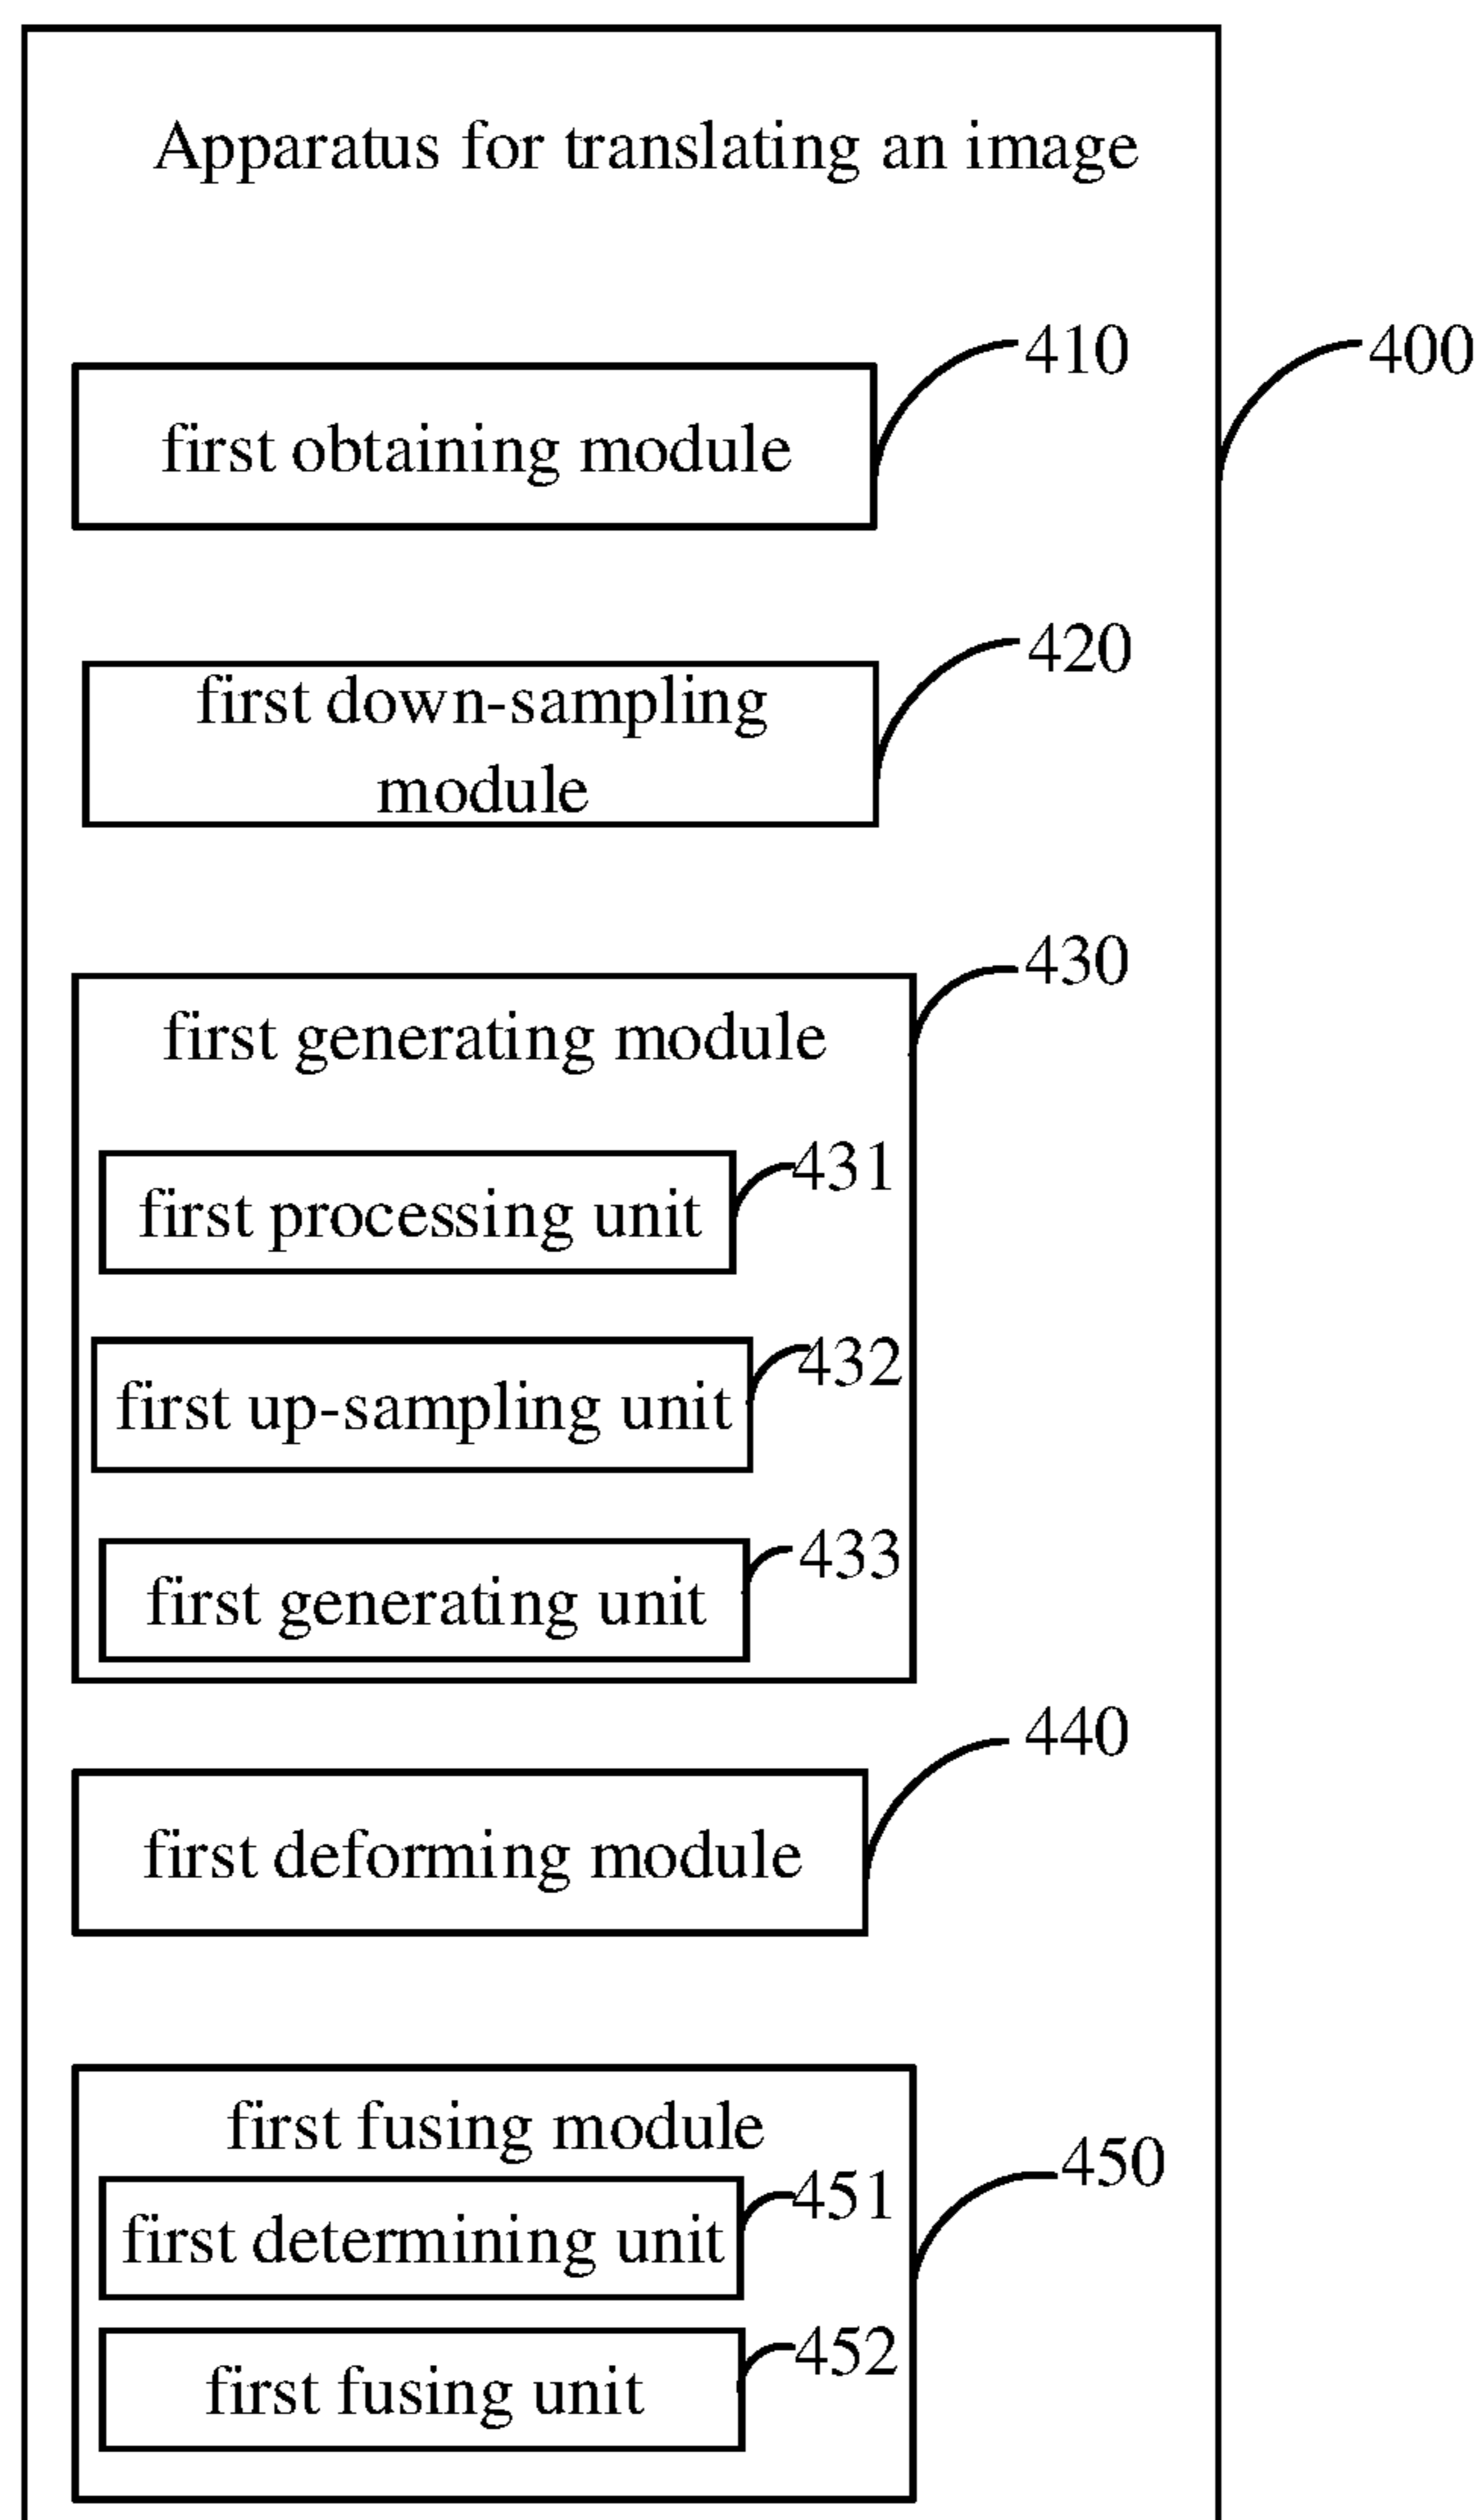 Apparatus for translating an image
410
400
first obtaining module
420
first down-sampling
module
430
first generating module
431
first processing unit
432
first up-sampling unit
433
first generating unit
440
first deforming module
first fusing module
450
451
first determining unit
452
first fusing unit